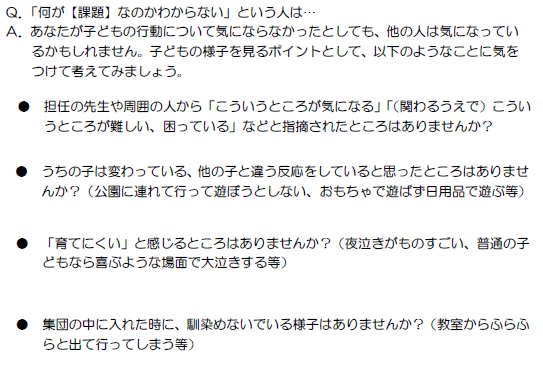 Q．「何が【課題】なのかわからない」という人は…
A．あなたが子どもの行動について気にならなかったとしても、他の人は気になってい
るかもしれません。子どもの様子を見るポイントとして、以下のようなことに気を
つけて考えてみましょう。
● 担任の先生や周囲の人から「こういうところが気になる」「（関わるうえで）こうい
うところが難しい、困っている」などと指摘されたところはありませんか？
● うちの子は変わっている、他の子と違う反応をしていると思ったところはありませ
んか？（公園に連れて行って遊ぼうとしない、おもちゃで遊ばず日用品で遊ぶ等）
● 「育てにくい」と感じるところはありませんか？（夜泣きがものすごい、普通の子
どもなら喜ぶような場面で大泣きする等）
● 集団の中に入れた時に、馴染めないでいる様子はありませんか？（教室からふらふ
らと出て行ってしまう等）